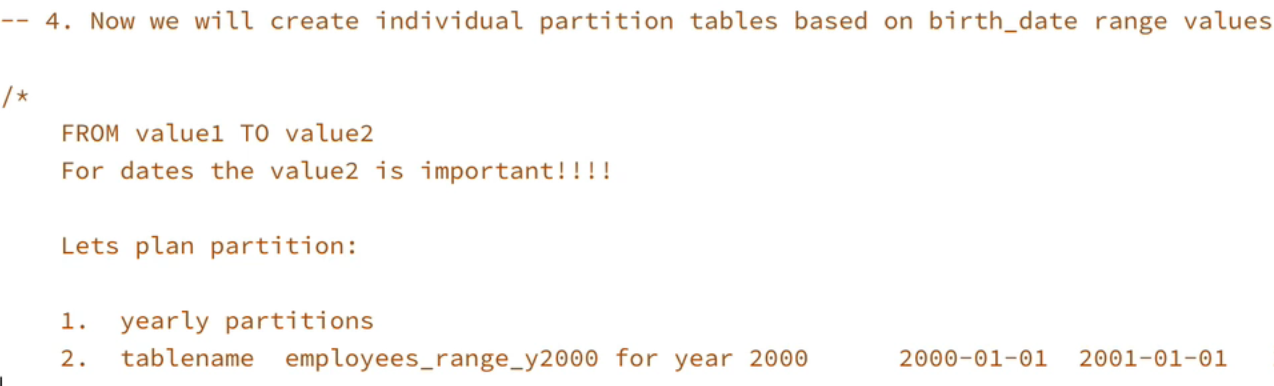 -- 4. Now we will create individual partition tables based on birth_date range values
/*
FROM value1 TO value2
For dates the value2 is important!!!!
Lets plan partition:
1. yearly partitions
2. tablename employees_range_y2000 for year 2000 2000-01-01 2001-01-01